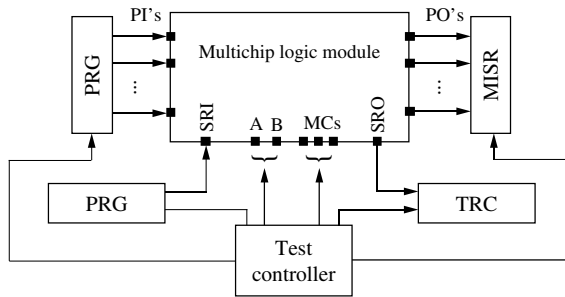 PI's
PO's
PRG
Multichip logic module
MISR
...
...
SRI
A B
MCs
SRO
PRG
TRC
Test
controller